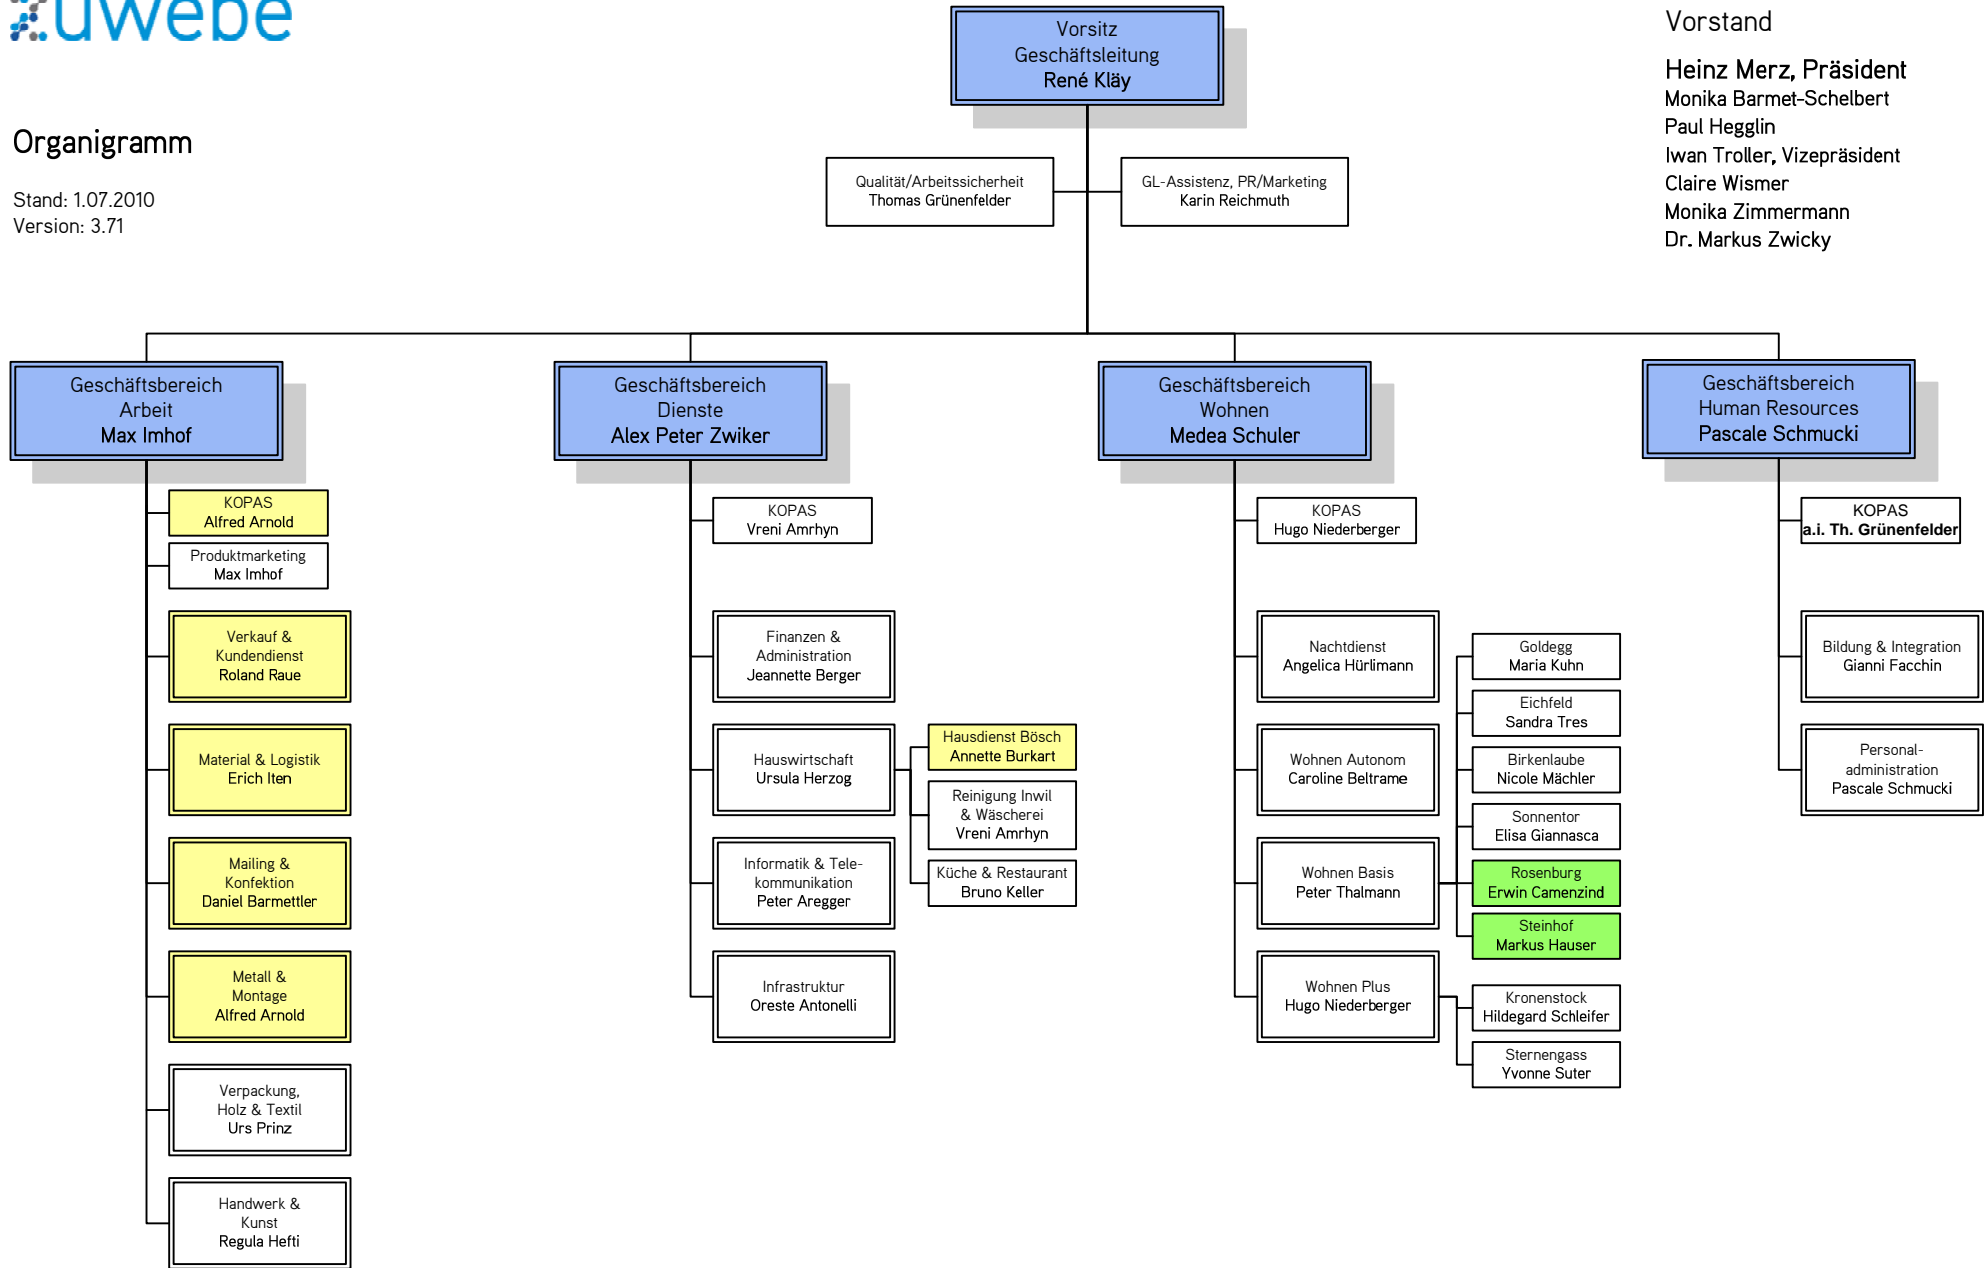 zuwebe
Organigramm
Stand: 1.07.2010
Version: 3.71
Vorsitz
Geschäftsleitung
René Kläy
Vorstand
Heinz Merz, Präsident
Monika Barmet-Schelbert
Paul Hegglin
Iwan Troller, Vizepräsident
Claire Wismer
Monika Zimmermann
Dr. Markus Zwicky
Qualität/Arbeitssicherheit
Thomas Grünenfelder
GL-Assistenz, PR/Marketing
Karin Reichmuth
Geschäftsbereich
Arbeit
Max Imhof
KOPAS
Alfred Arnold
Produktmarketing
Max Imhof
Verkauf &
Kundendienst
Roland Raue
Material & Logistik
Erich Iten
Mailing &
Konfektion
Daniel Barmettler
Metall &
Montage
Alfred Arnold
Verpackung,
Holz & Textil
Urs Prinz
Handwerk &
Kunst
Regula Hefti
Geschäftsbereich
Dienste
Alex Peter Zwiker
KOPAS
Vreni Amrhyn
Finanzen &
Administration
Jeannette Berger
Hauswirtschaft
Ursula Herzog
Hausdienst Bösch
Annette Burkart
Reinigung Inwil
& Wäscherei
Vreni Amrhyn
Küche & Restaurant
Bruno Keller
Informatik & Tele-
kommunikation
Peter Aregger
Infrastruktur
Oreste Antonelli
Geschäftsbereich
Wohnen
Medea Schuler
KOPAS
Hugo Niederberger
Nachtdienst
Angelica Hürlimann
Wohnen Autonom
Caroline Beltrame
Wohnen Basis
Peter Thalmann
Goldegg
Maria Kuhn
Eichfeld
Sandra Tres
Birkenlaube
Nicole Mächler
Sonnentor
Elisa Giannasca
Rosenburg
Erwin Camenzind
Steinhof
Markus Hauser
Wohnen Plus
Hugo Niederberger
Kronenstock
Hildegard Schleifer
Sternengass
Yvonne Suter
Geschäftsbereich
Human Resources
Pascale Schmucki
KOPAS
a.i. Th. Grünenfelder
Bildung & Integration
Gianni Facchin
Personal-
administration
Pascale Schmucki